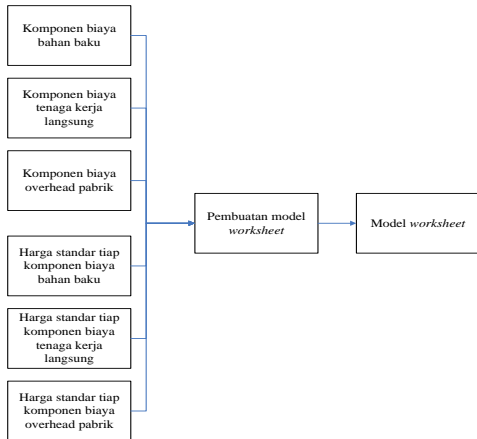 Komponen biaya
bahan baku
Komponen biaya
tenaga kerja
langsung
Komponen biaya
overhead pabrik
Harga standar tiap
komponen biaya
bahan baku
Harga standar tiap
komponen biaya
tenaga kerja
langsung
Harga standar tiap
komponen biaya
overhead pabrik
Pembuatan model
worksheet
Model worksheet